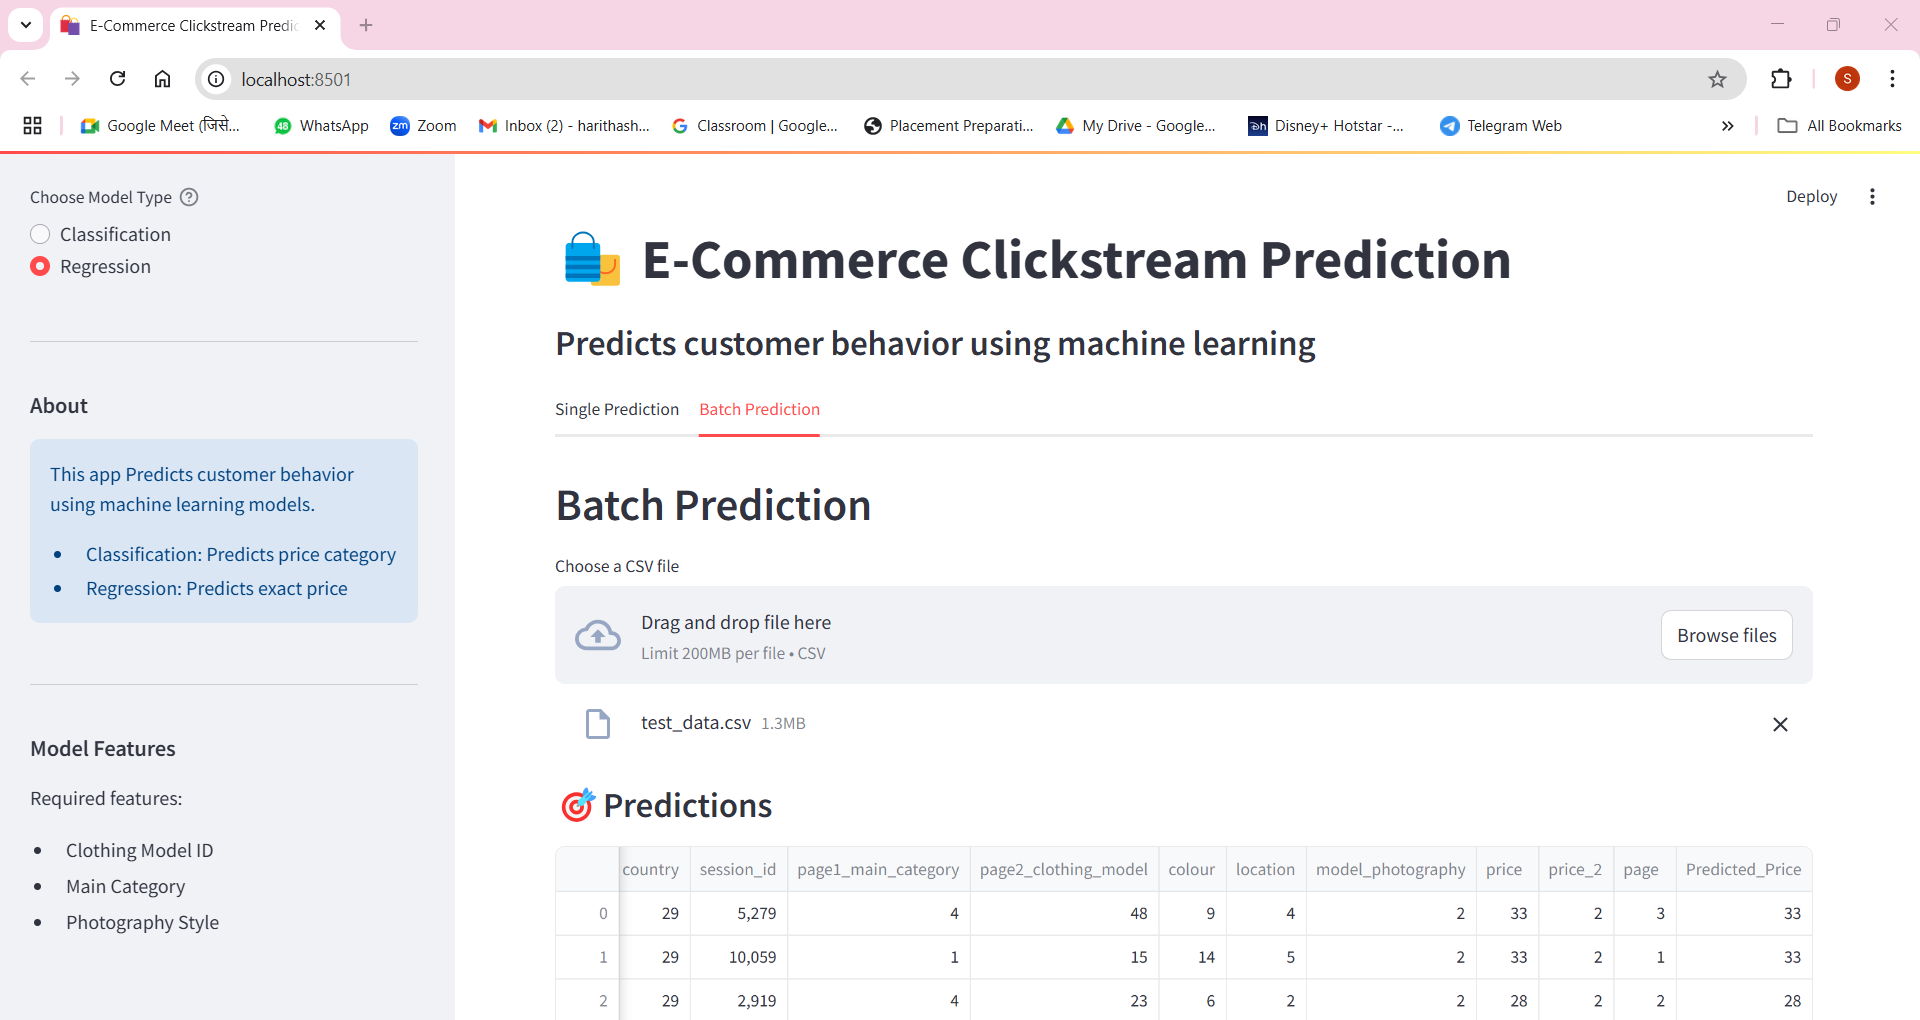 E-Commerce Clickstream Predic
localhost:8501
Google Meet (जिसे... WhatsApp Zoom Inbox (2) - harithash... Classroom | Google... Placement Preparati... My Drive - Google... Disney+ Hotstar -... Telegram Web » All Bookmarks
Choose Model Type
Classification
Regression
About
This app Predicts customer behavior
using machine learning models.
• Classification: Predicts price category
• Regression: Predicts exact price
Model Features
Required features:
• Clothing Model ID
• Main Category
• Photography Style
Deploy
E-Commerce Clickstream Prediction
Predicts customer behavior using machine learning
Single Prediction Batch Prediction
Batch Prediction
Choose a CSV file
Drag and drop file here
Limit 200MB per file • CSV
Browse files
test_data.csv 1.3MB
Predictions
country session_id page1_main_category page2_clothing_model colour location model_photography price price_2 page Predicted_Price
0 29 5,279 4 48 9 4 2 33 2 3 33
1 29 10,059 1 15 14 5 2 33 2 1 33
2 29 2,919 4 23 6 2 2 28 2 2 28